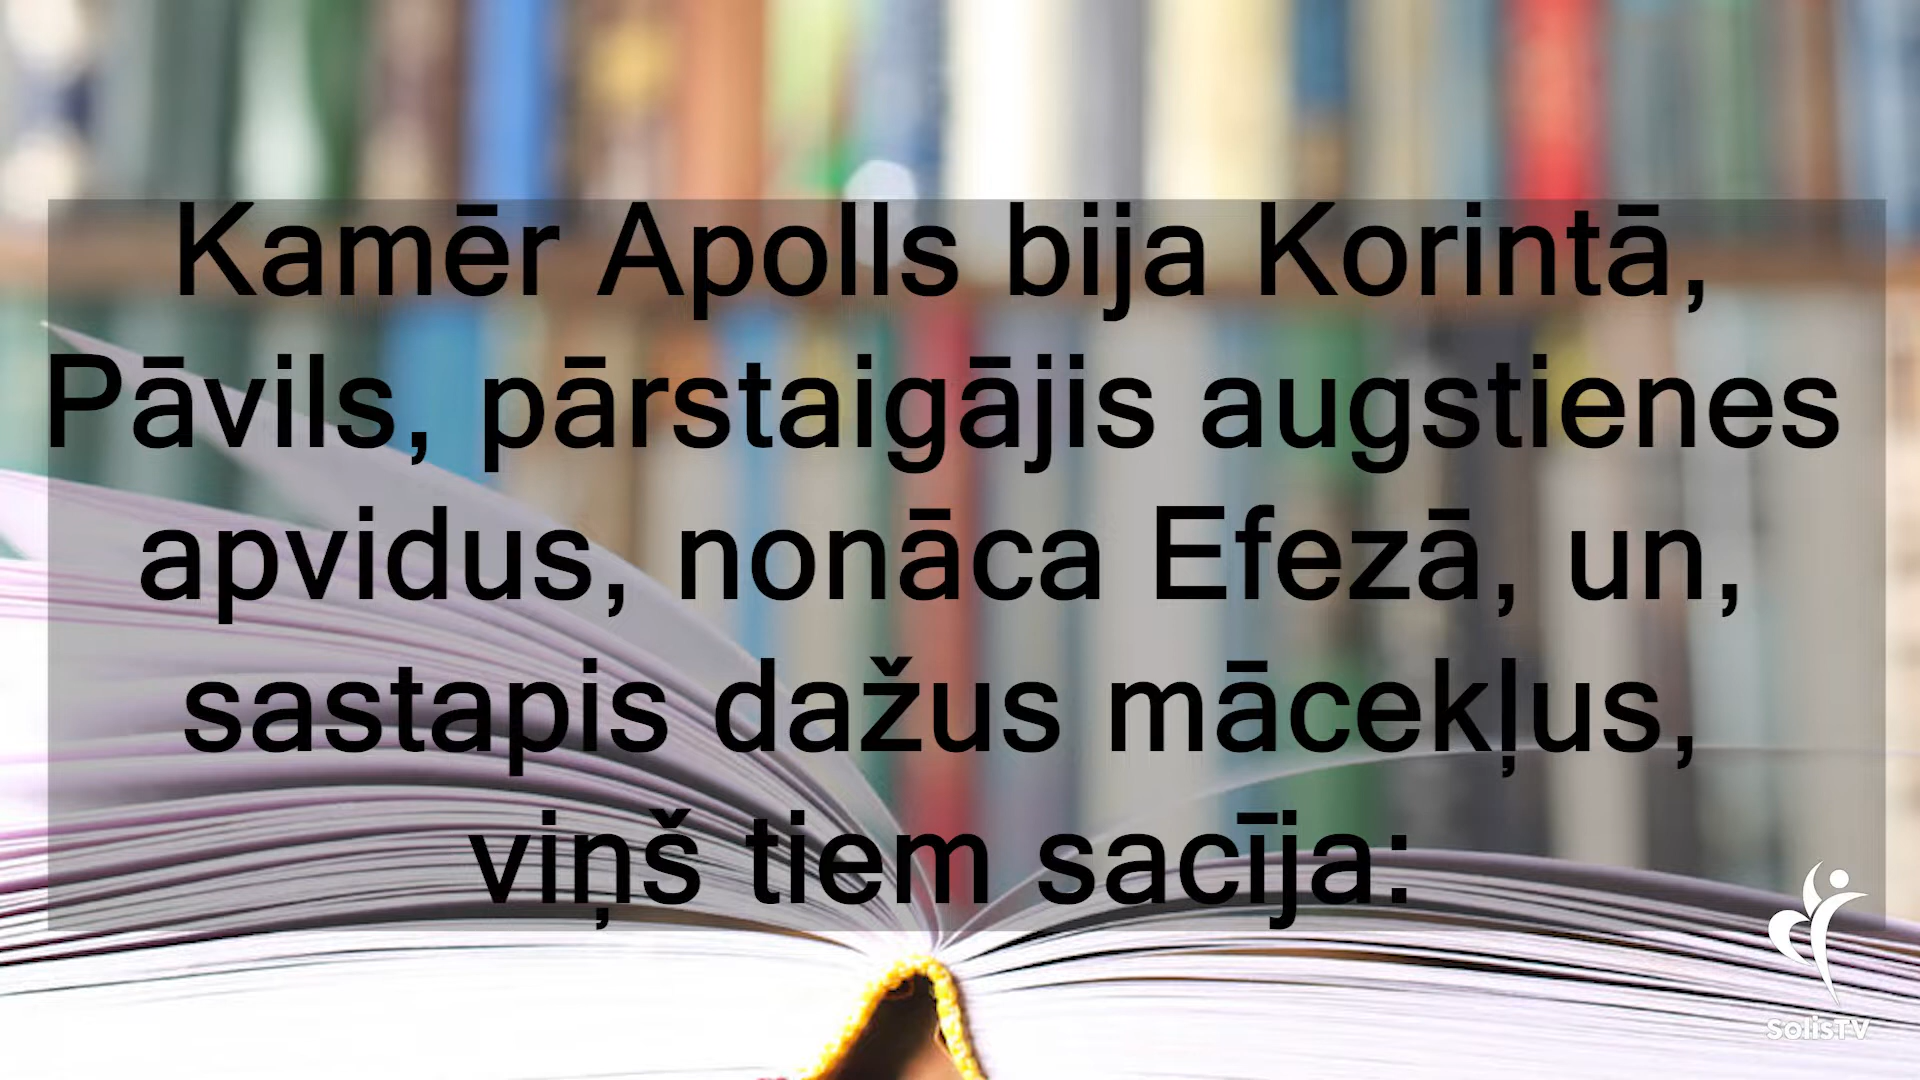 Kamēr Apolls bija Korintā,
Pāvils, pārstaigājis augstienes
apvidus, nonāca Efezā, un,
sastapis dažus mācekļus,
viņš tiem sacīja:
SolisTV